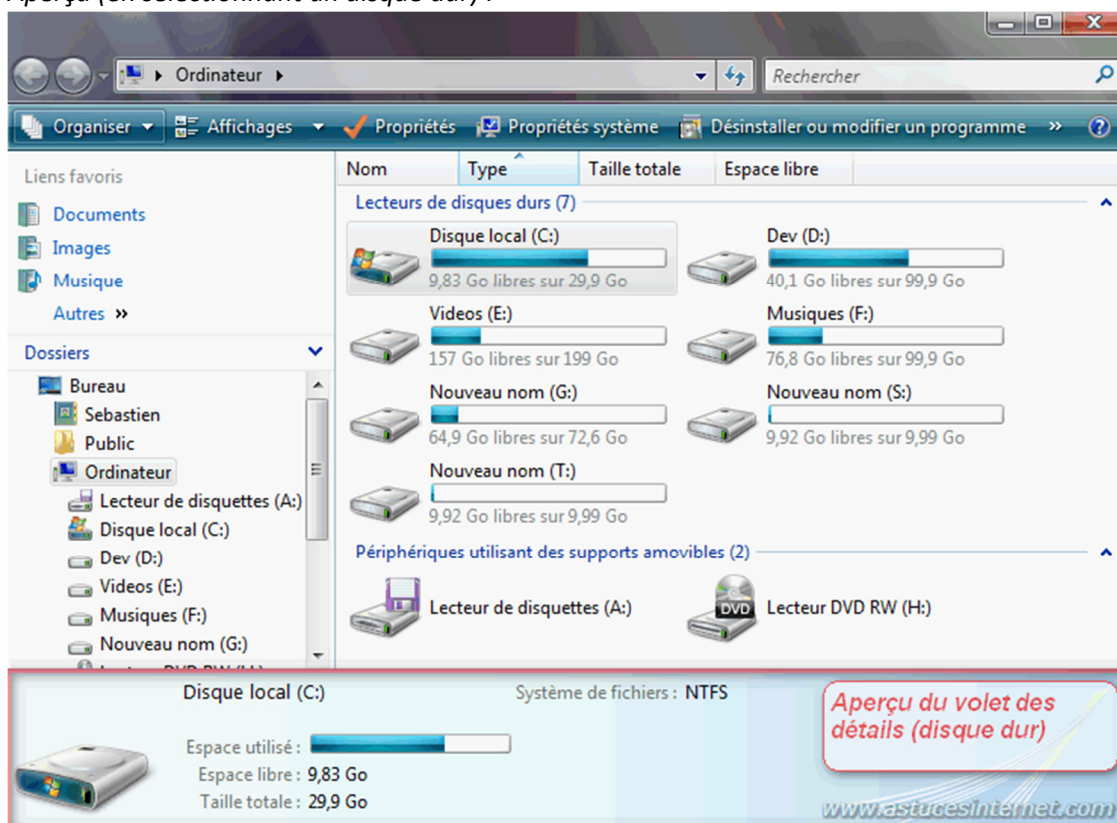 Aperçu (en sélectionnant un disque dur) :
Ordinateur
Rechercher
Organiser Affichages Propriétés Propriétés système Désinstaller ou modifier un programme »
Liens favoris
Documents
Images
Musique
Autres »
Dossiers
Bureau
Sebastien
Public
Ordinateur
Lecteur de disquettes (A:)
Disque local (C:)
Dev (D:)
Videos (E:)
Musiques (F:)
Nouveau nom (G:)
Nom Type Taille totale Espace libre
Lecteurs de disques durs (7)
Disque local (C:)
9,83 Go libres sur 29,9 Go
Dev (D:)
40,1 Go libres sur 99,9 Go
Videos (E:)
157 Go libres sur 199 Go
Musiques (F:)
76,8 Go libres sur 99,9 Go
Nouveau nom (G:)
64,9 Go libres sur 72,6 Go
Nouveau nom (S:)
9,92 Go libres sur 9,99 Go
Nouveau nom (T:)
9,92 Go libres sur 9,99 Go
Périphériques utilisant des supports amovibles (2)
Lecteur de disquettes (A:)
DVD
Lecteur DVD RW (H:)
Disque local (C:)
Système de fichiers : NTFS
Espace utilisé :
Espace libre : 9,83 Go
Taille totale : 29,9 Go
Aperçu du volet des
détails (disque dur)
www.astucesinternet.com